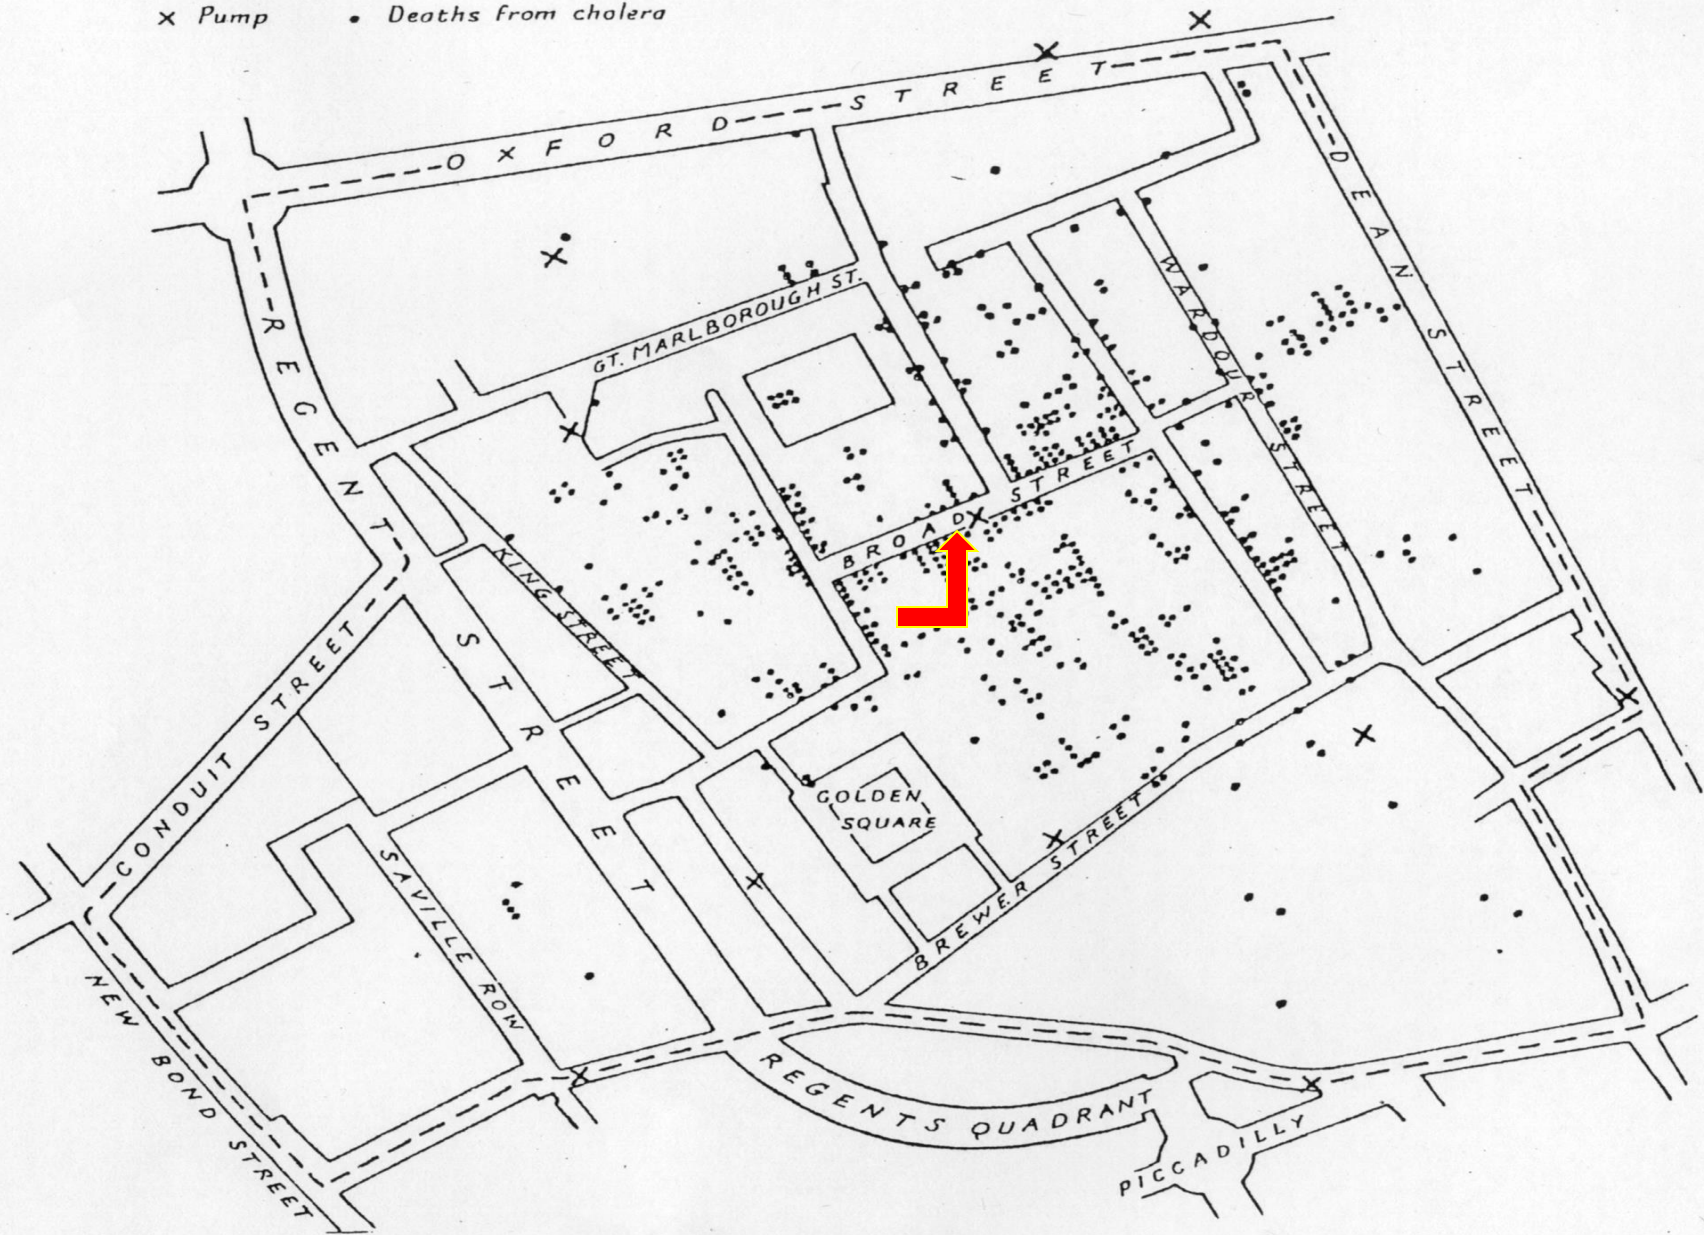 × Pump • Deaths from cholera
OXFORD STREET
DEAN STREET
REGENT STREET
GT. MARLBOROUGH ST.
WARDOUR STREET
BROAD STREET
KING STREET
CONDUIT STREET
GOLDEN
SQUARE
BREWER STREET
SAVILLE ROW
NEW BOND STREET
REGENTS QUADRANT
PICCADILLY